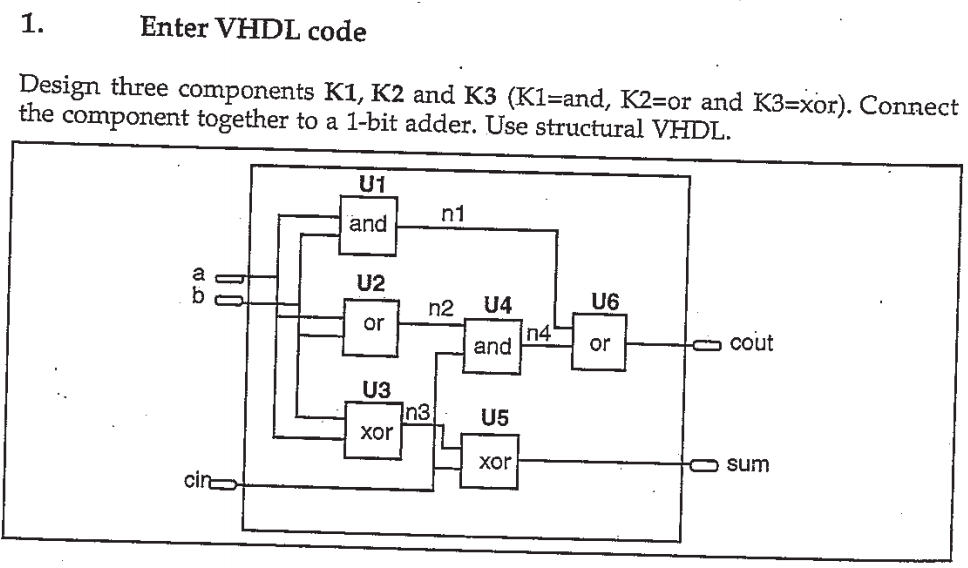 1. Enter VHDL code
Design three components K1, K2 and K3 (K1=and, K2=or and K3=xor). Connect
the component together to a 1-bit adder. Use structural VHDL.
U1
and
n1
a
b
U2
or
n2
U4
and
n4
U6
or
cout
U3
xor
n3
U5
xor
sum
cin